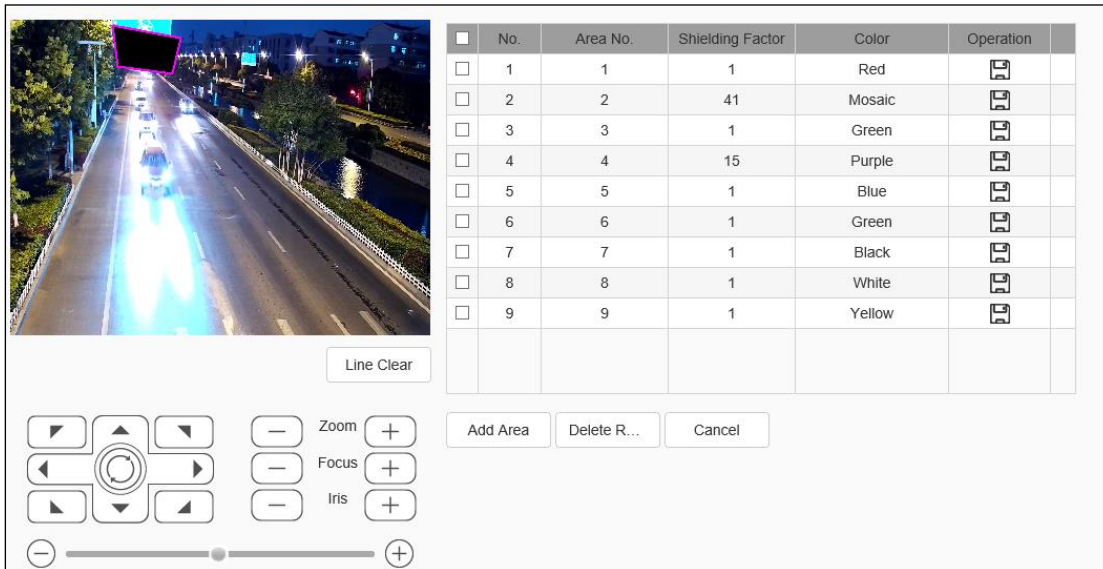 No. Area No. Shielding Factor Color Operation
1 1 1 Red
2 2 41 Mosaic
3 3 1 Green
4 4 15 Purple
5 5 1 Blue
6 6 1 Green
7 7 1 Black
8 8 1 White
9 9 1 Yellow
Line Clear
Add Area Delete R... Cancel
Zoom
Focus
Iris